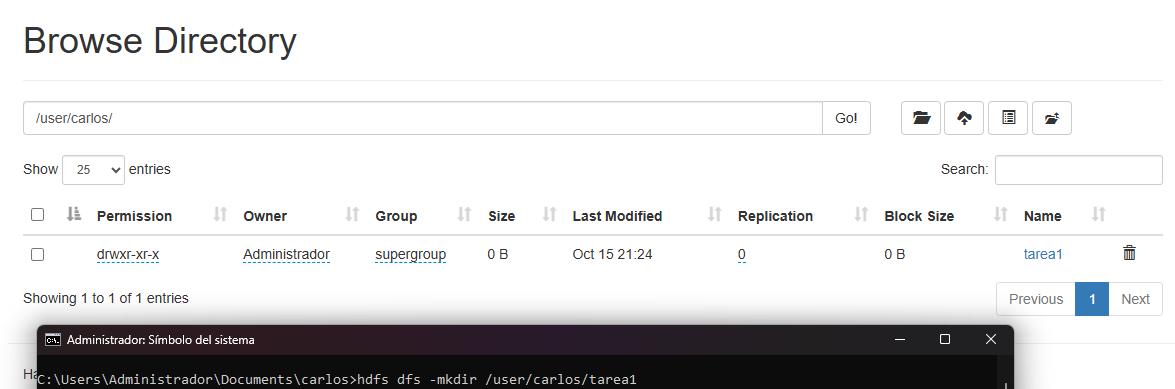 Browse Directory
/user/carlos/ Go!
Show 25 entries Search:
Permission Owner Group Size Last Modified Replication Block Size Name
drwxr-xr-x Administrador supergroup 0 B Oct 15 21:24 0 0 B tarea1
Showing 1 to 1 of 1 entries Previous 1 Next
Administrador: Símbolo del sistema
C:\Users\Administrador\Documents\carlos>hdfs dfs -mkdir /user/carlos/tarea1